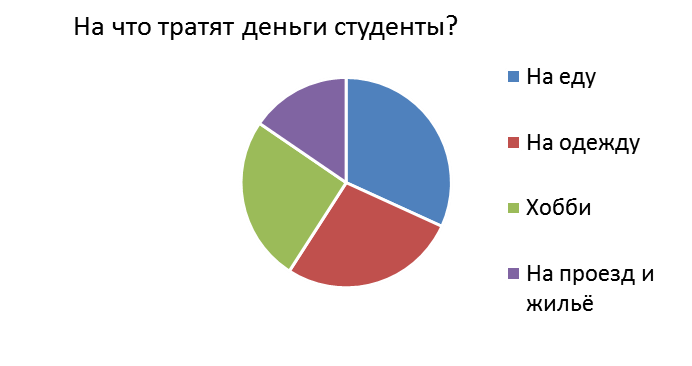 На что тратят деньги студенты?
На еду
На одежду
Хобби
На проезд и
жильё